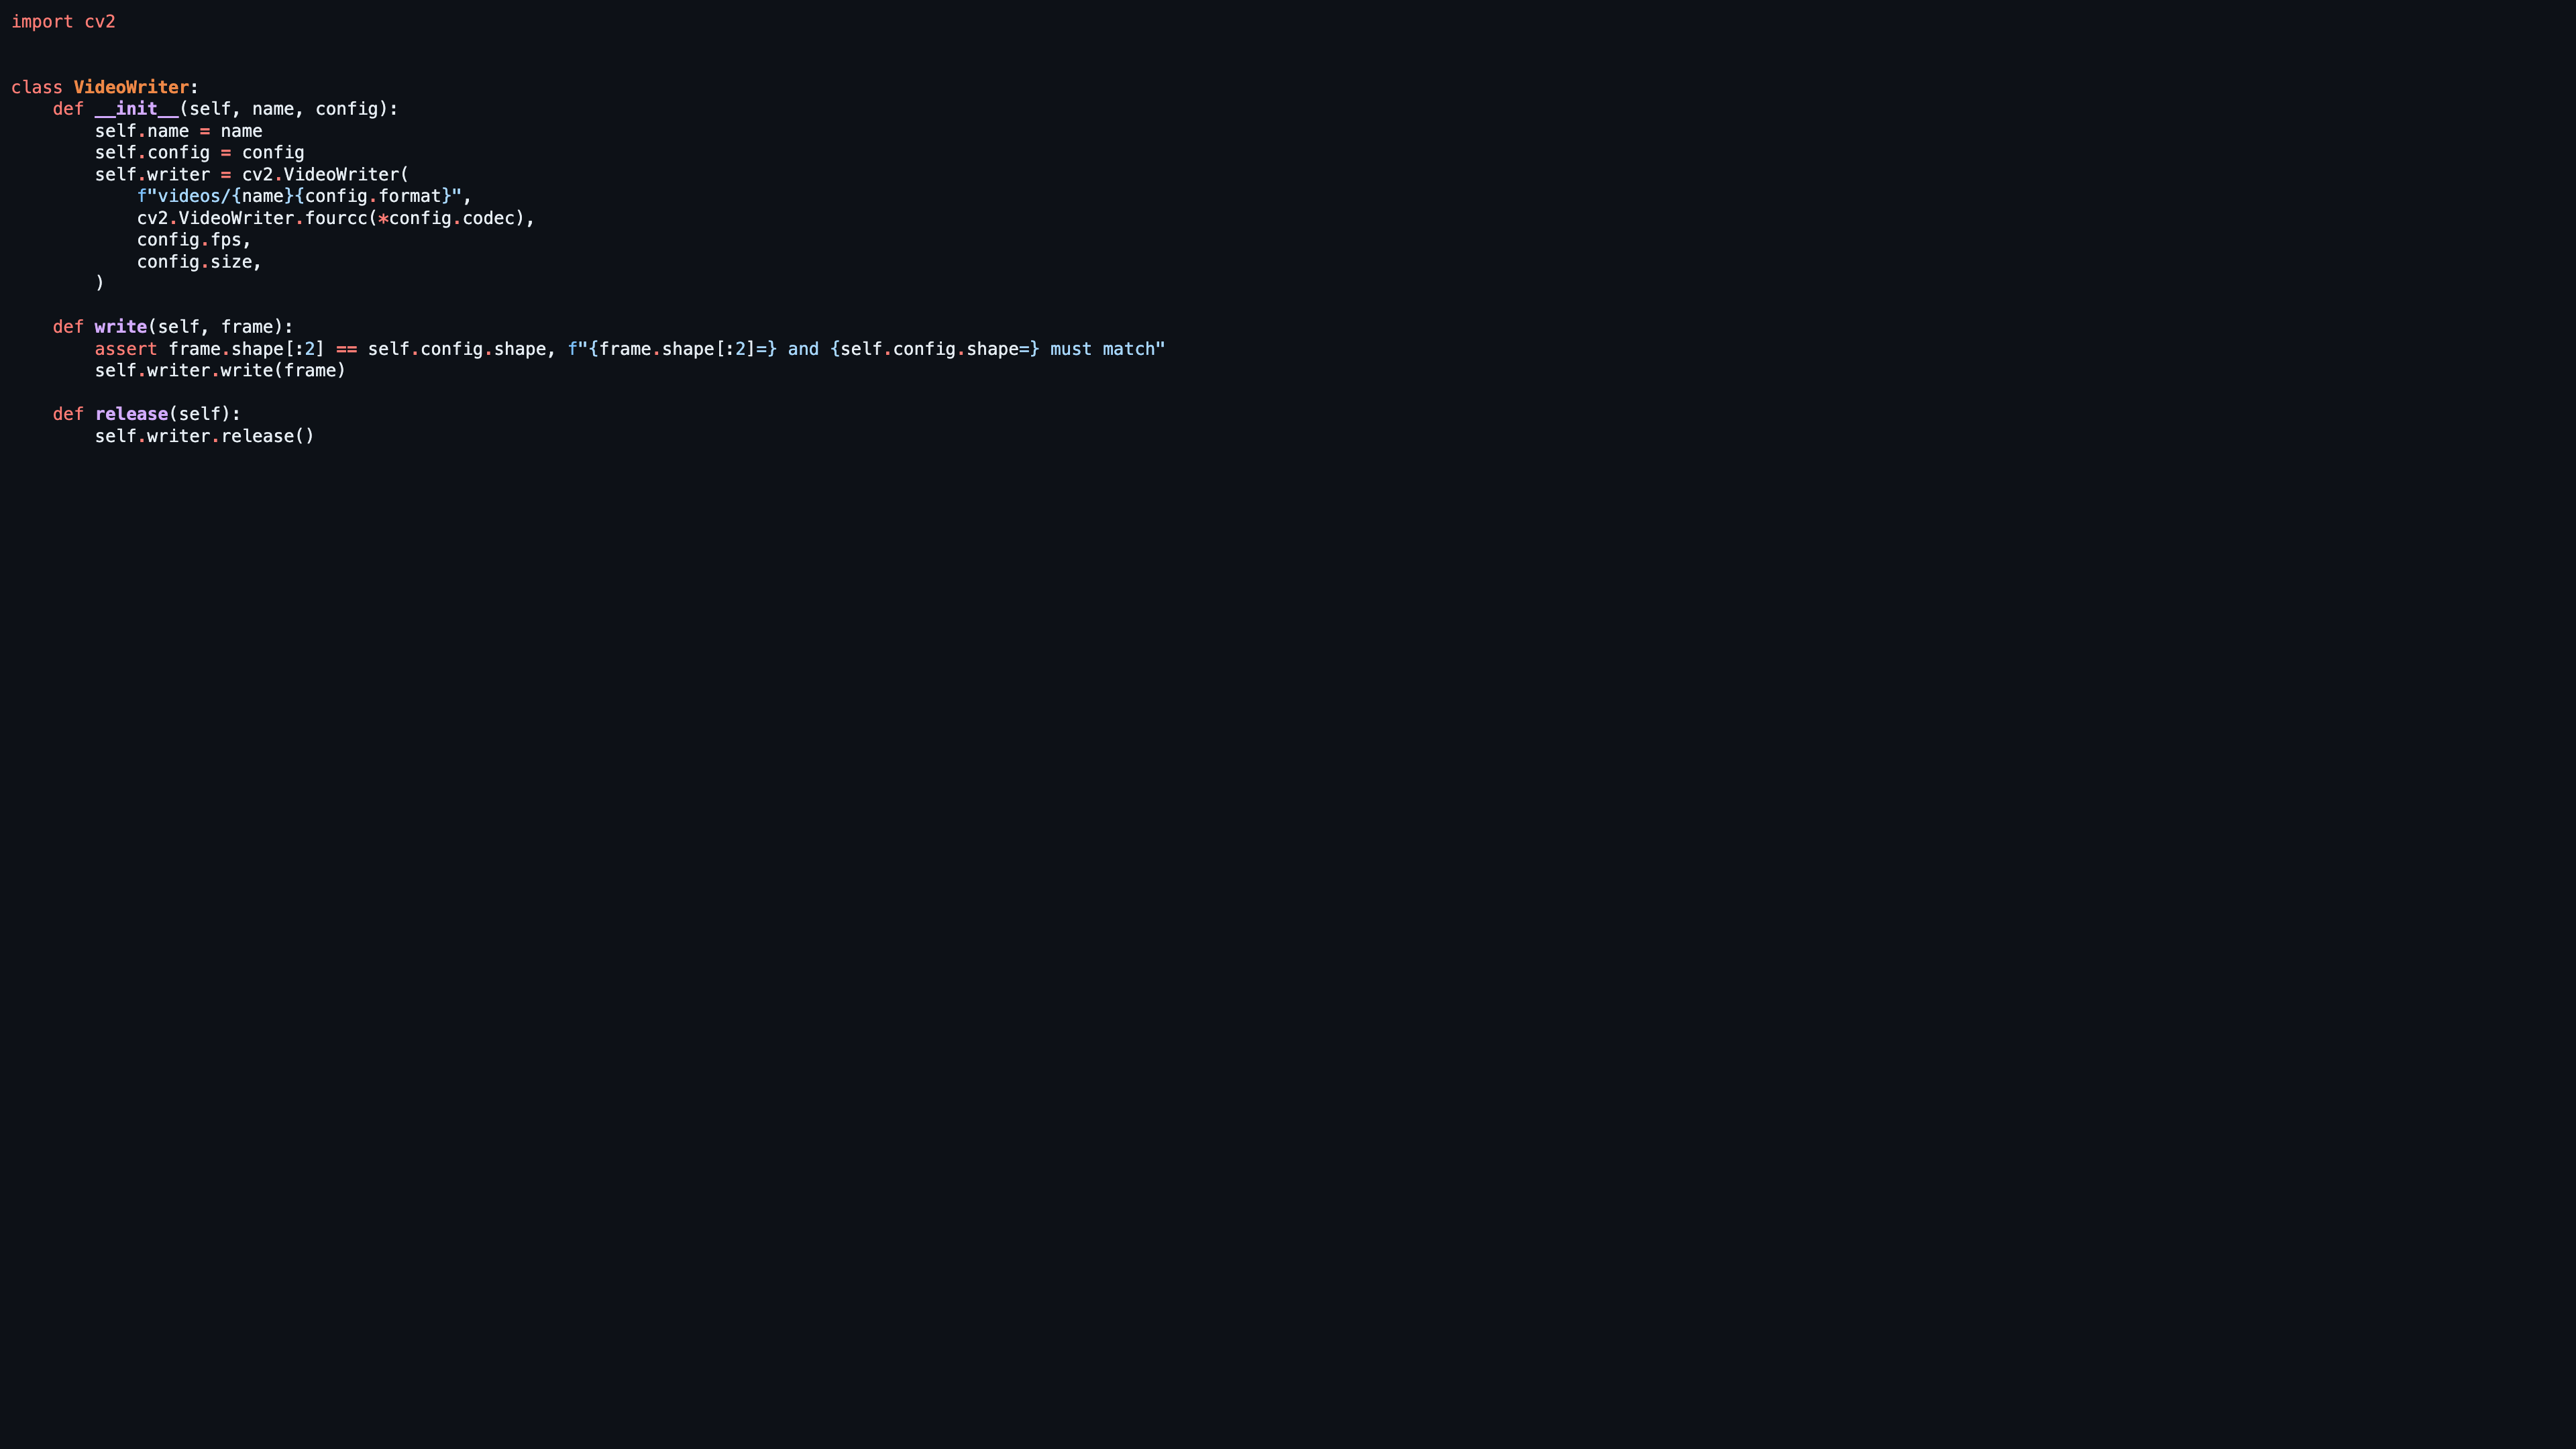 import cv2
class VideoWriter:
    def __init__(self, name, config):
        self.name = name
        self.config = config
        self.writer = cv2.VideoWriter(
            f"videos/{name}{config.format}",
            cv2.VideoWriter.fourcc(*config.codec),
            config.fps,
            config.size,
        )
    def write(self, frame):
        assert frame.shape[:2] == self.config.shape, f"{frame.shape[:2]=} and {self.config.shape=} must match"
        self.writer.write(frame)
    def release(self):
        self.writer.release()